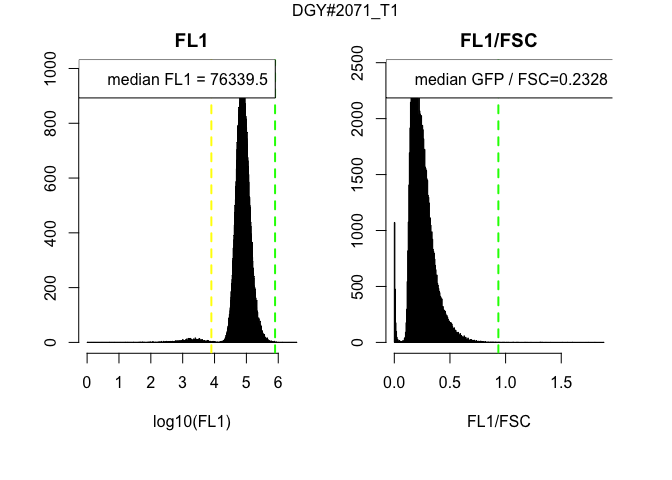 DGY#2071_T1
FL1
median FL1 = 76339.5
0
200
400
600
800
1000
0 1 2 3 4 5 6
log10(FL1)
FL1/FSC
median GFP / FSC=0.2328
0
500
1000
1500
2000
2500
0.0 0.5 1.0 1.5
FL1/FSC